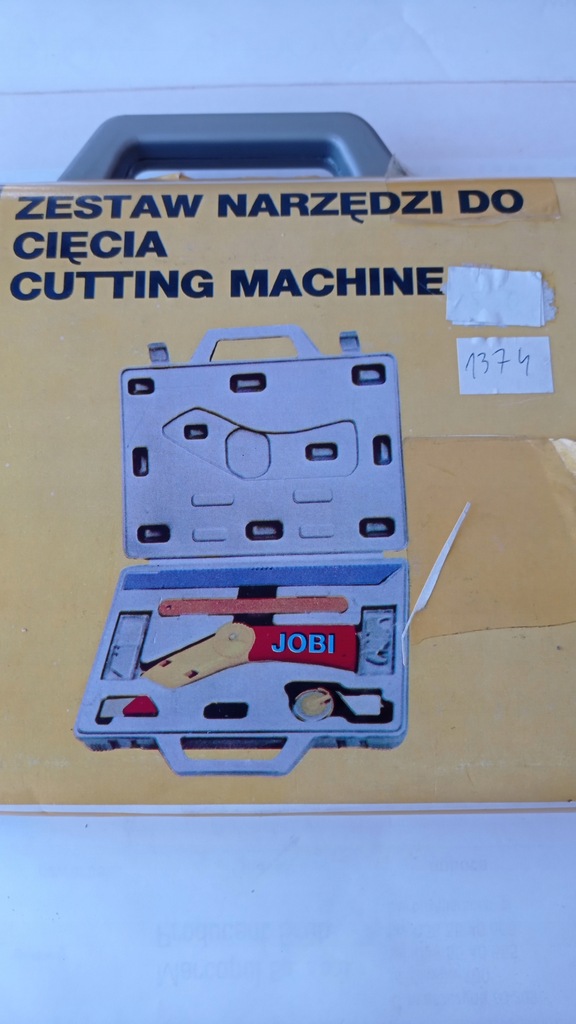 ZESTAW NARZĘDZI DO
CIĘCIA
CUTTING MACHINE
1374
JOBI